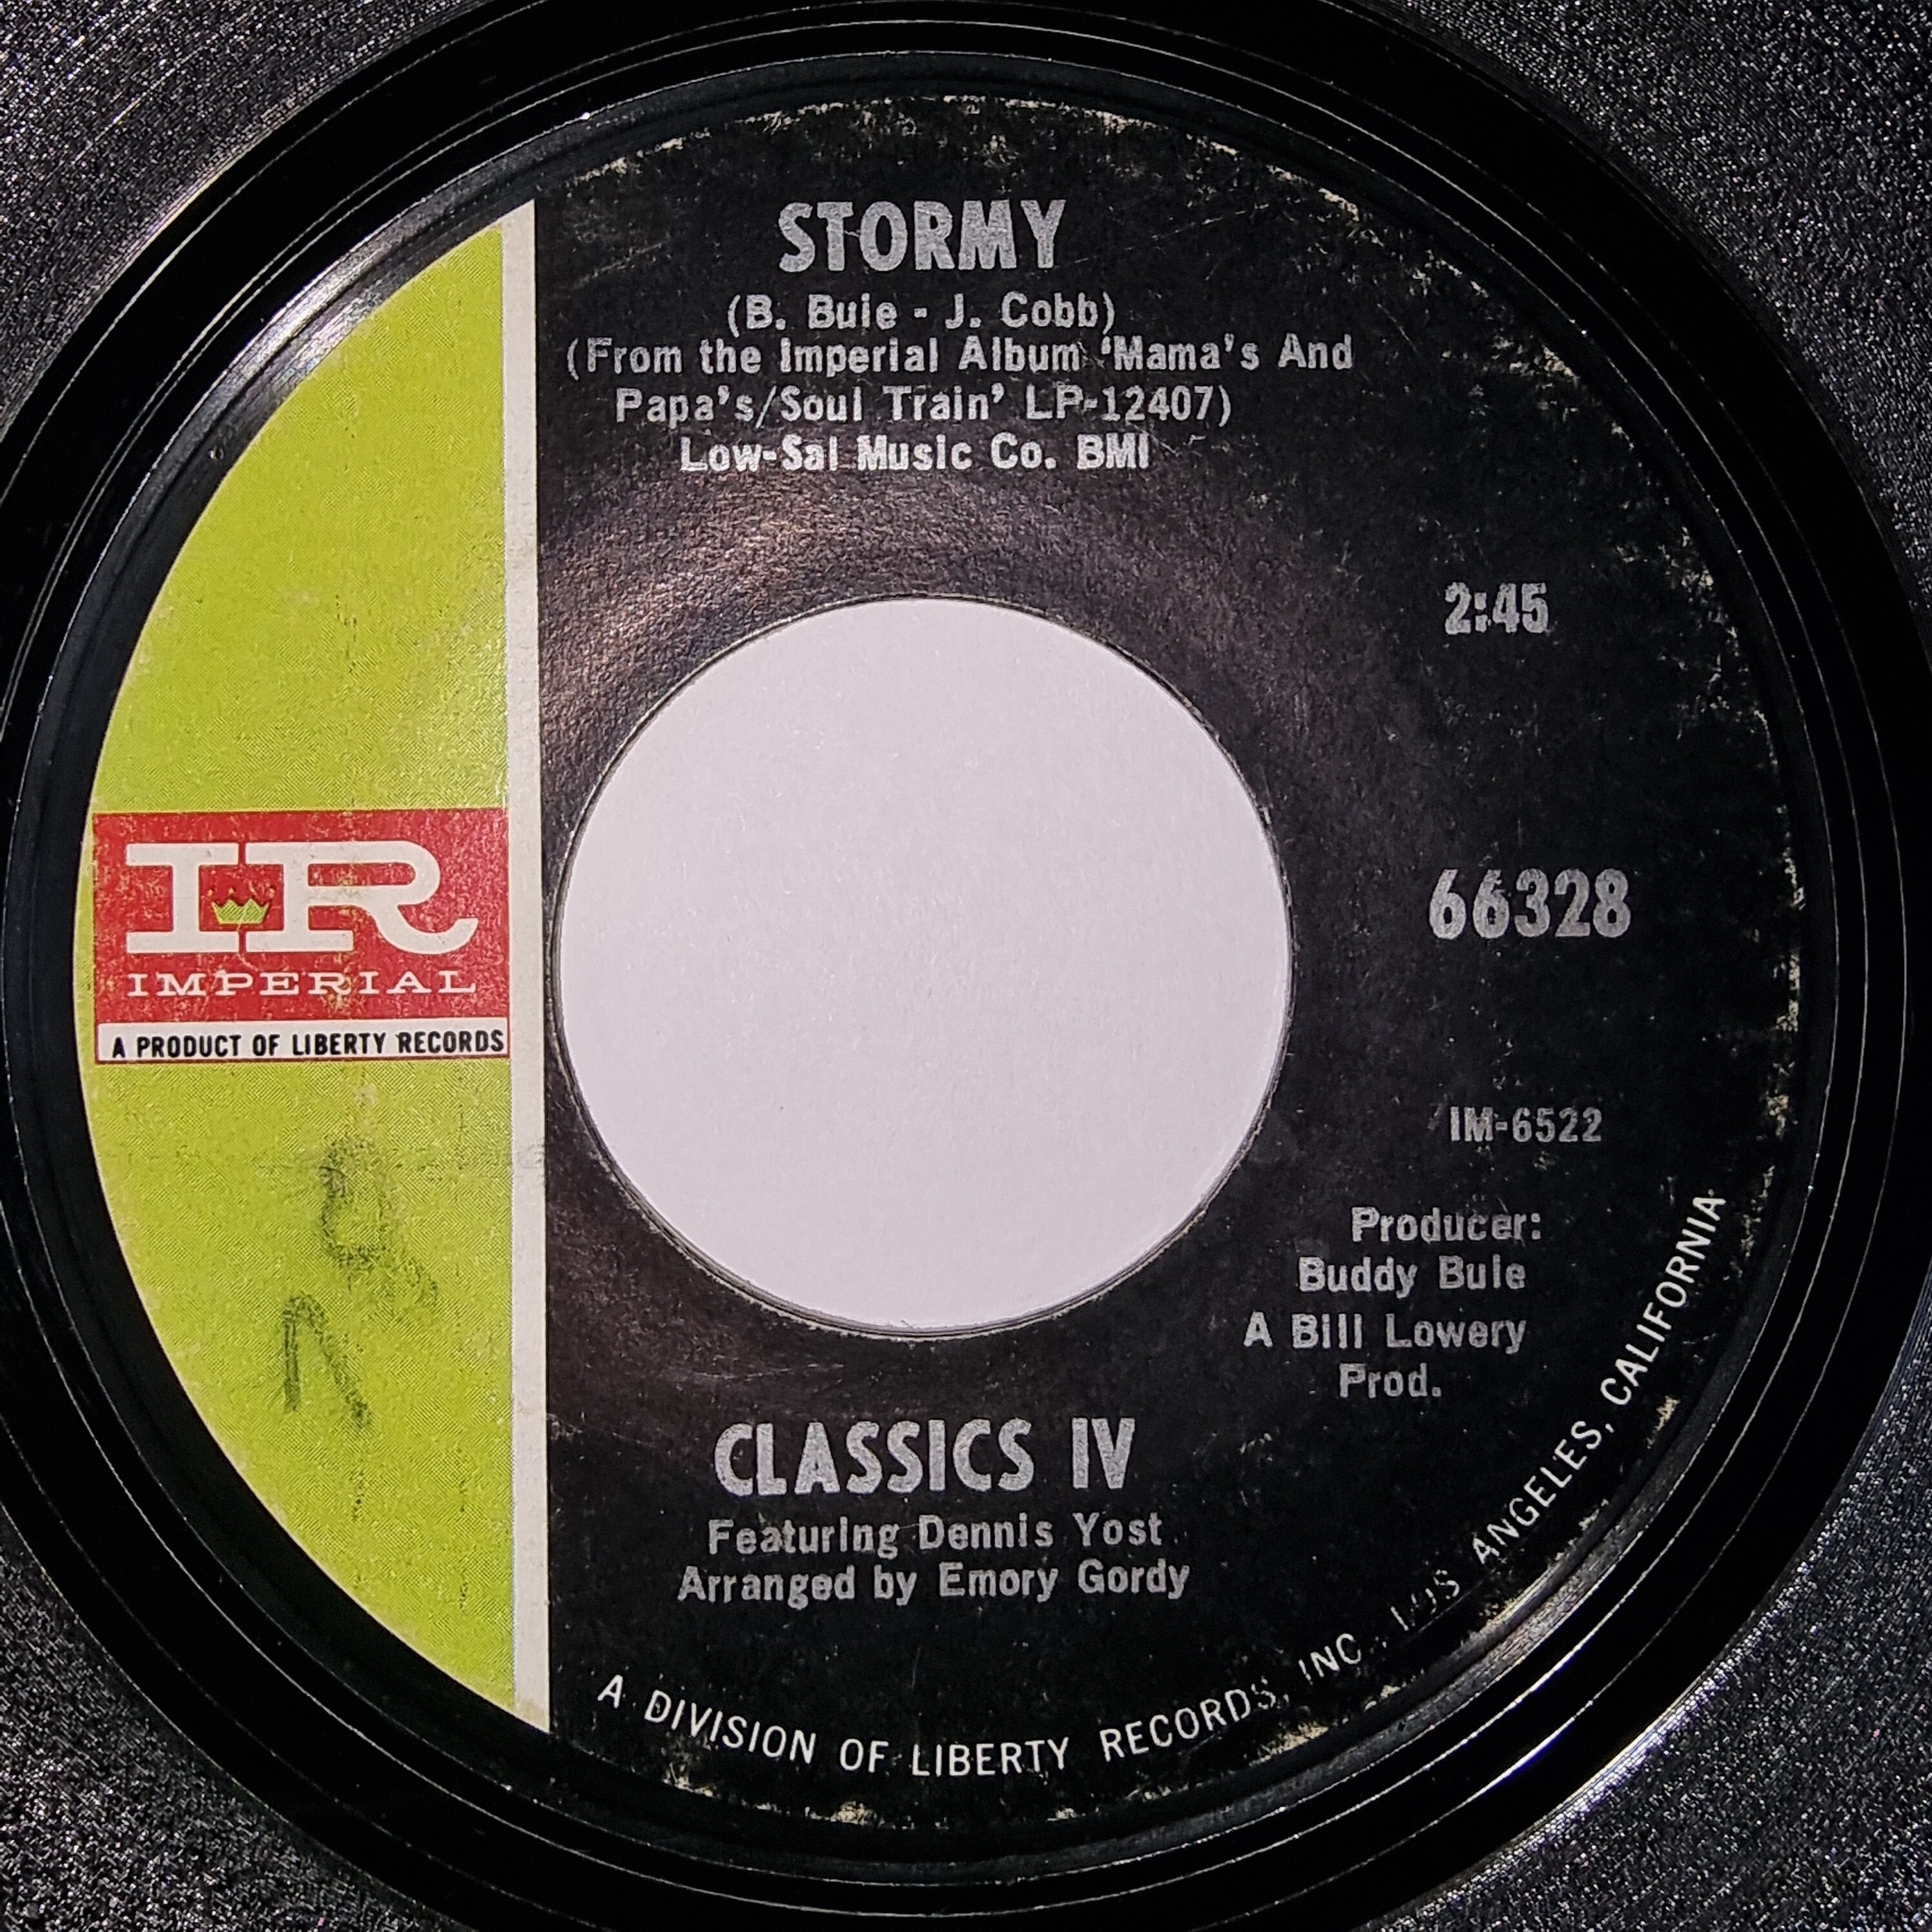 STORMY
(B. Buie - J. Cobb)
(From the Imperial Album 'Mama's And
Papa's/Soul Train' LP-12407)
Low-Sal Music Co. BMI
2:45
66328
IR
IMPERIAL
A PRODUCT OF LIBERTY RECORDS
IM-6522
Producer:
Buddy Buie
A Bill Lowery
Prod.
CLASSICS IV
Featuring Dennis Yost
Arranged by Emory Gordy
A DIVISION OF LIBERTY RECORDS, INC., LOS ANGELES, CALIFORNIA